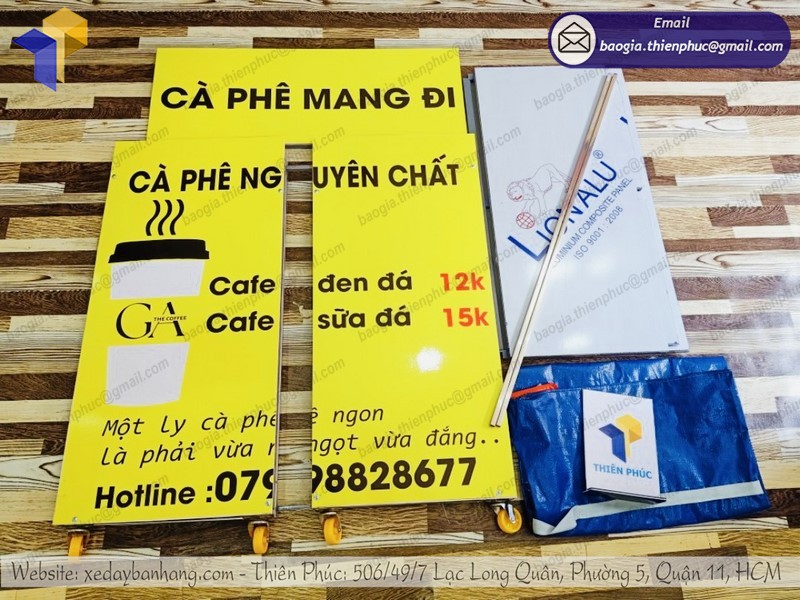 Email
baogia.thienphuc@gmail.com
CÀ PHÊ MANG ĐI
CÀ PHÊ NG UYÊN CHẤT
Cafe đen đá 12k
GA THE COFFEE
Cafe sữa đá 15k
Một ly cà phê ngon
là phải vừa ngọt vừa đắng..
Hotline :079 98828677
LIONALU®
ALUMINIUM COMPOSITE PANEL
ISO 9001 : 2008
THIÊN PHÚC
Website: xedaybanhang.com - Thiên Phúc: 506/49/7 Lạc Long Quân, Phường 5, Quận 11, HCM